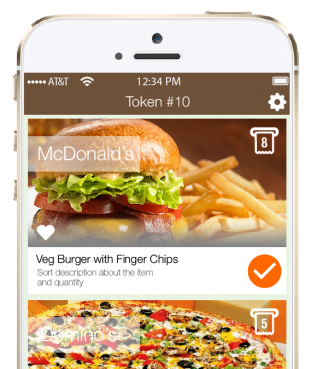 AT&T 12:34 PM
Token #10
8
McDonald's
Veg Burger with Finger Chips
Sort description about the item
and quantity
5
Domino's